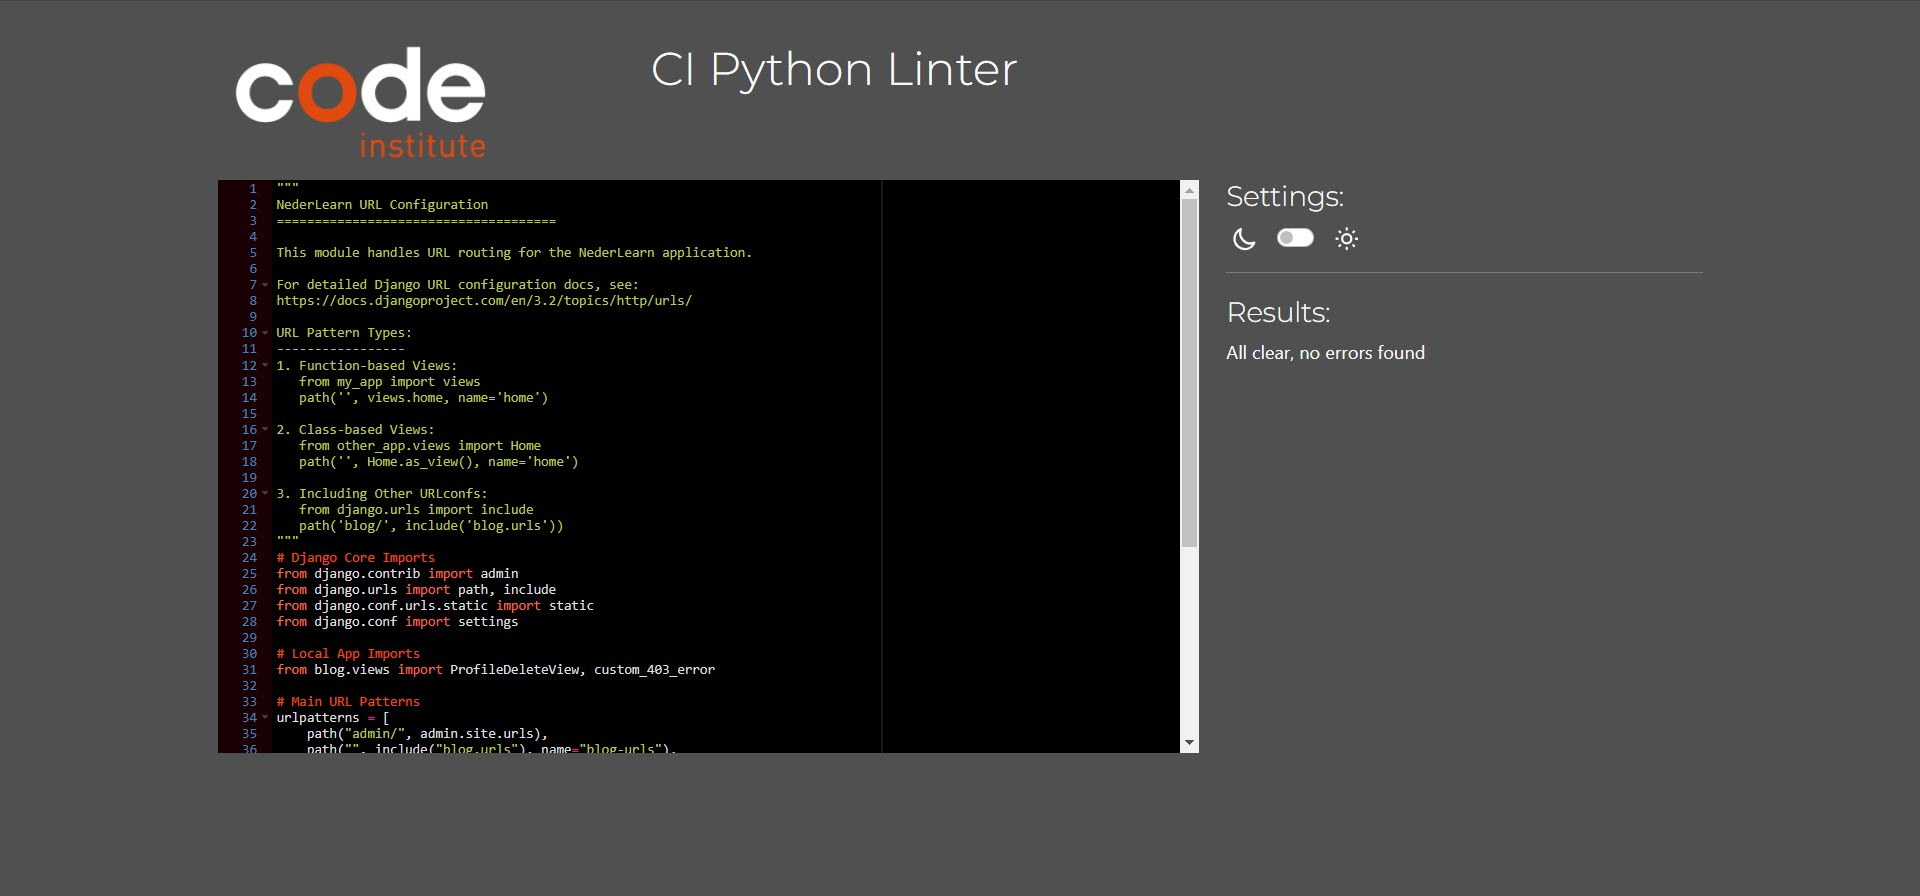 code
institute
CI Python Linter
1 """
2 NederLearn URL Configuration
3 =====================================
4
5 This module handles URL routing for the NederLearn application.
6
7 For detailed Django URL configuration docs, see:
8 https://docs.djangoproject.com/en/3.2/topics/http/urls/
9
10 URL Pattern Types:
11 -----------------
12 1. Function-based Views:
13    from my_app import views
14    path('', views.home, name='home')
15
16 2. Class-based Views:
17    from other_app.views import Home
18    path('', Home.as_view(), name='home')
19
20 3. Including Other URLconfs:
21    from django.urls import include
22    path('blog/', include('blog.urls'))
23 """
24 # Django Core Imports
25 from django.contrib import admin
26 from django.urls import path, include
27 from django.conf.urls.static import static
28 from django.conf import settings
29
30 # Local App Imports
31 from blog.views import ProfileDeleteView, custom_403_error
32
33 # Main URL Patterns
34 urlpatterns = [
35     path("admin/", admin.site.urls),
36     path("", include("blog.urls"), name="blog-urls"),
Settings:
Results:
All clear, no errors found